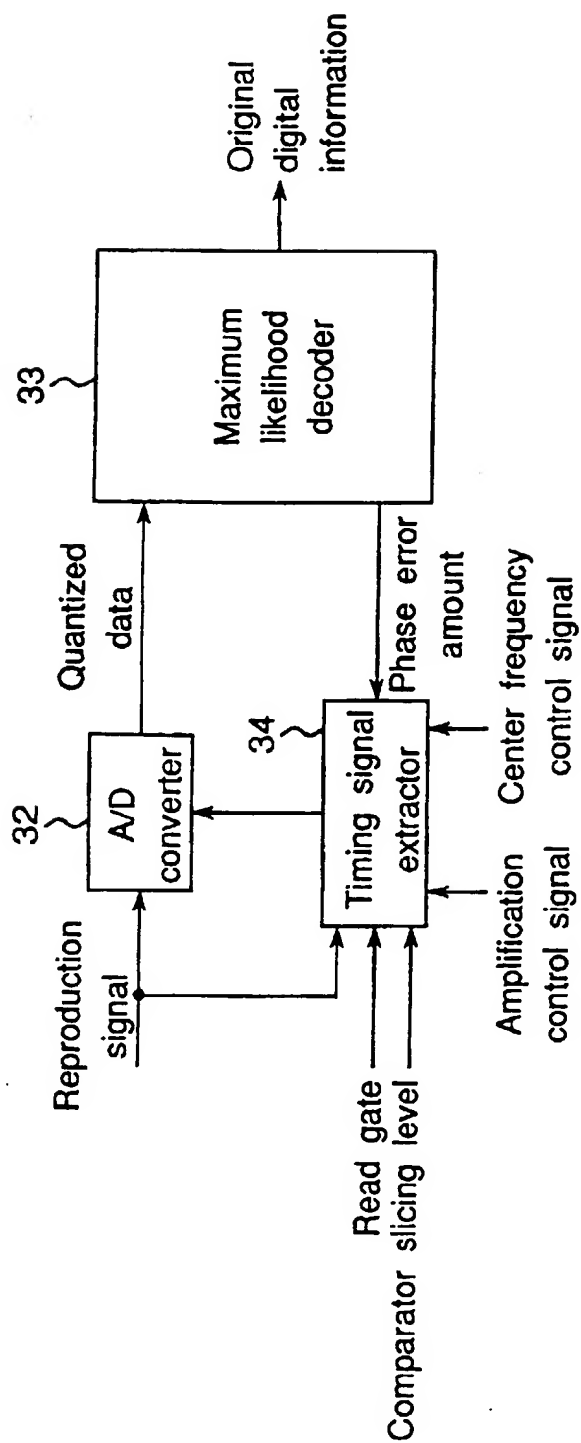 Reproduction
signal
32
A/D
converter
Quantized
data
33
Maximum
likelihood
decoder
Original
digital
information
34
Timing signal
extractor
Phase error
amount
Read gate
Comparator slicing level
Amplification
control signal
Center frequency
control signal